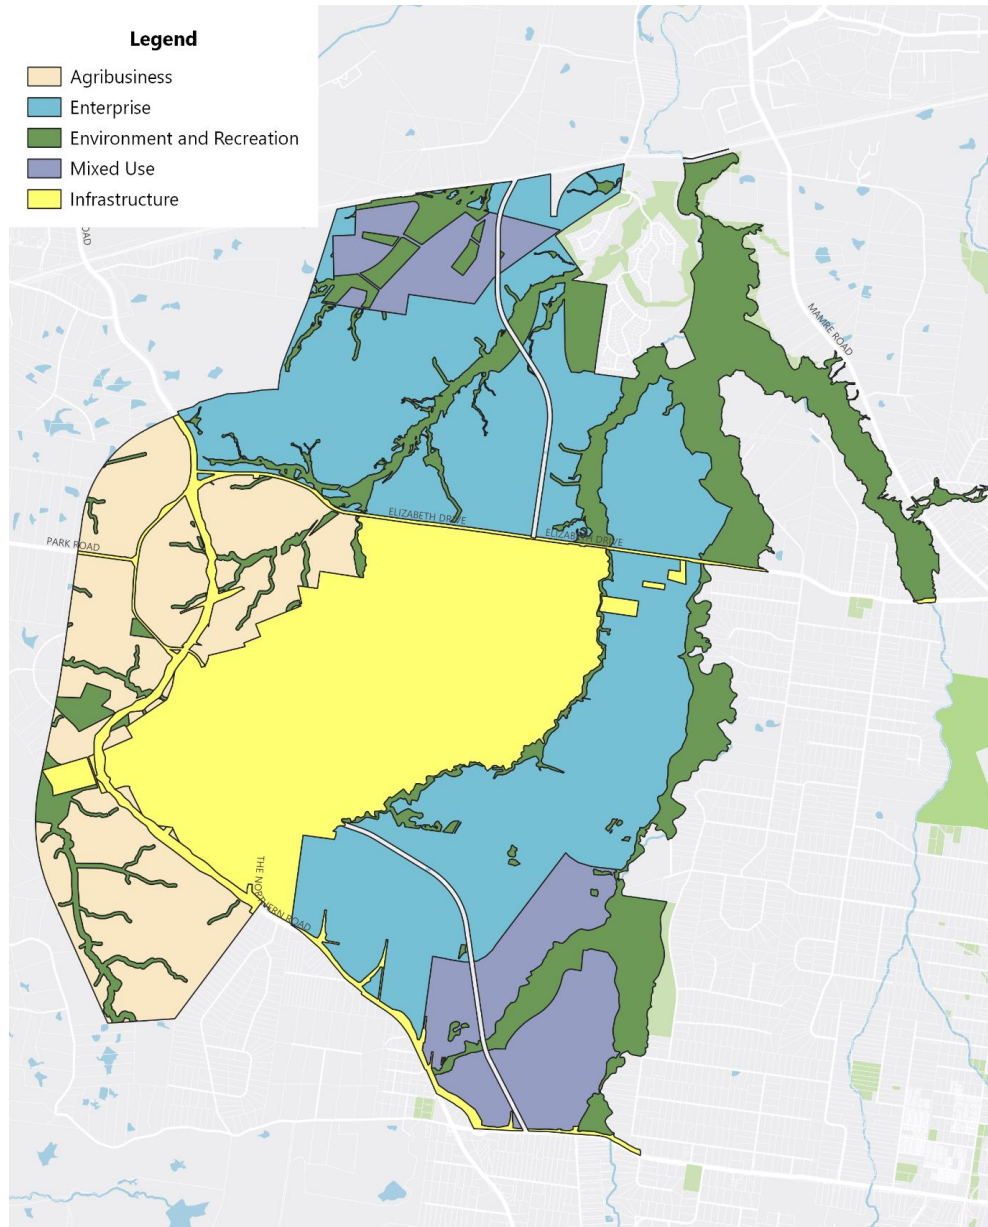 Legend
Agribusiness
Enterprise
Environment and Recreation
Mixed Use
Infrastructure
MAMRE ROAD
ELIZABETH DRIVE
ELIZABETH DRIVE
PARK ROAD
THE NORTHERN ROAD